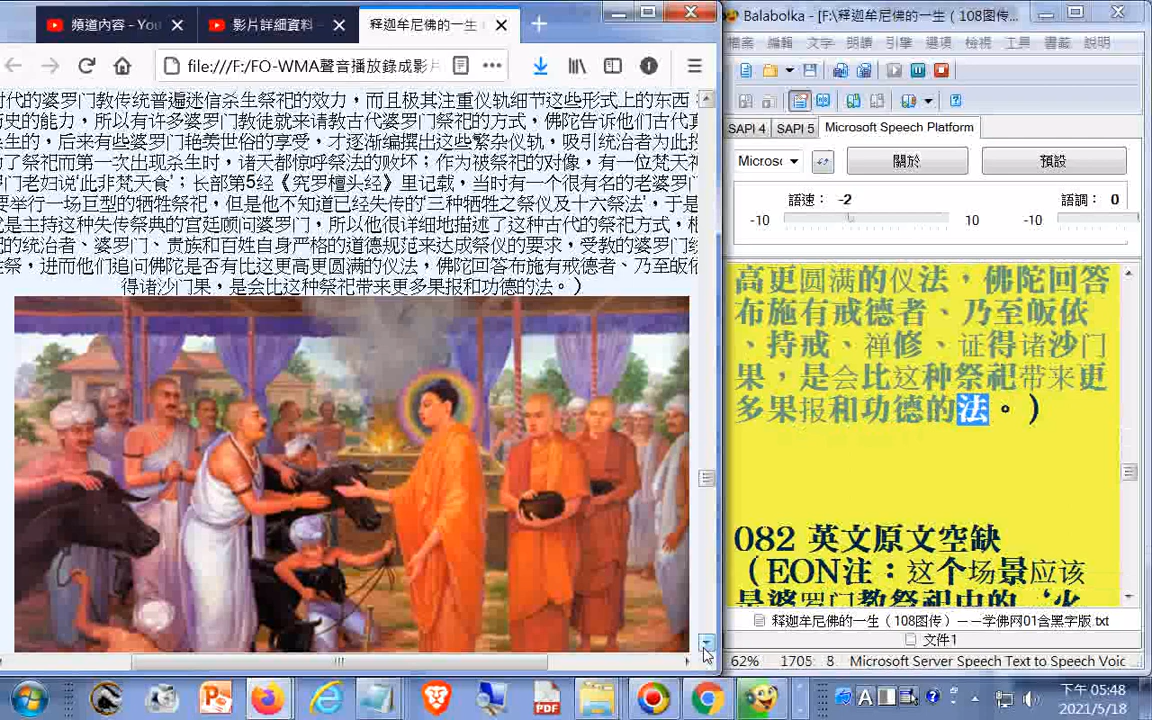 頻道內容 - You
影片詳細資料
释迦牟尼佛的一生
Balabolka - [F:\释迦牟尼佛的一生（108图传...
file:///F:/FO-WMA聲音播放錄成影片
檔案 編輯 文字 朗讀 引擎 選項 檢視 工具 書籤 說明
时代的婆罗门教传统普遍迷信杀生祭祀的效力，而且极其注重仪轨细节这些形式上的东西
历史的能力，所以有许多婆罗门教徒就来请教古代婆罗门祭祀的方式，佛陀告诉他们古代真
杀生的，后来有些婆罗门艳羡世俗的享受，才逐渐编撰出这些繁杂仪轨，吸引统治者为此
了祭祀而第一次出现杀生时，诸天都惊呼祭法的败坏；作为被祭祀的对像，有一位梵天神
罗门老妇说'此非梵天食'；长部第5经《究罗檀头经》里记载，当时有一个很有名的老婆罗门
要举行一场巨型的牺牲祭祀，但是他不知道已经失传的'三种牺牲之祭仪及十六祭法'，于是
是主持这种失传祭典的宫廷顾问婆罗门，所以他很详细地描述了这种古代的祭祀方式，
的统治者、婆罗门、贵族和百姓自身严格的道德规范来达成祭仪的要求，受教的婆罗门
生祭，进而他们追问佛陀是否有比这更高更圆满的仪法，佛陀回答布施有戒德者、乃至皈依
得诸沙门果，是会比这种祭祀带来更多果报和功德的法。）
SAPI 4 SAPI 5 Microsoft Speech Platform
Microsc 關於 預設
語速： -2 語調： 0
-10 10 -10
高更圆满的仪法，佛陀回答
布施有戒德者、乃至皈依
、持戒、禅修、证得诸沙门
果，是会比这种祭祀带来更
多果报和功德的法。）
082 英文原文空缺
（EON注：这个场景应该
是婆罗门教祭祀中的‘火
释迦牟尼佛的一生（108图传）——学佛网01含黑字版.txt
文件1
62% 1705: 8 Microsoft Server Speech Text to Speech Voic
PDF
下午 05:48
2021/5/18